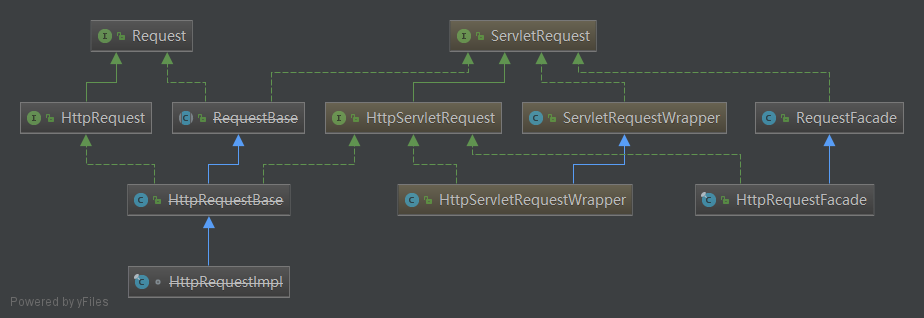 Request
ServletRequest
HttpRequest
RequestBase
HttpServletRequest
ServletRequestWrapper
RequestFacade
HttpRequestBase
HttpServletRequestWrapper
HttpRequestFacade
HttpRequestImpl
Powered by yFiles